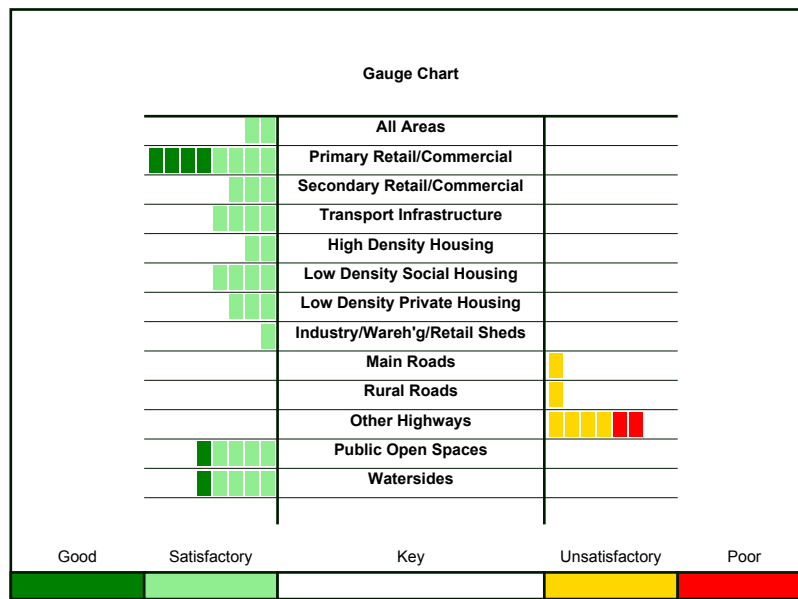 Gauge Chart
All Areas
Primary Retail/Commercial
Secondary Retail/Commercial
Transport Infrastructure
High Density Housing
Low Density Social Housing
Low Density Private Housing
Industry/Wareh'g/Retail Sheds
Main Roads
Rural Roads
Other Highways
Public Open Spaces
Watersides
Good Satisfactory Key Unsatisfactory Poor